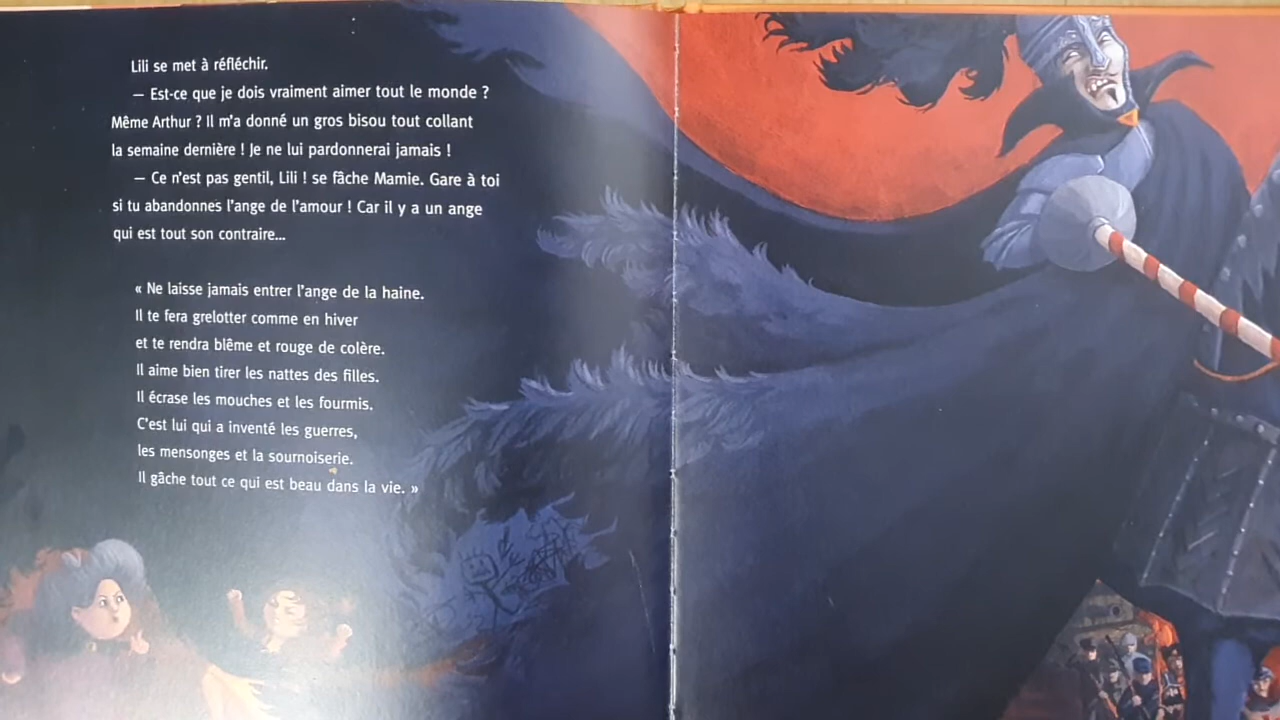 Lili se met à réfléchir.
– Est-ce que je dois vraiment aimer tout le monde ?
Même Arthur ? Il m'a donné un gros bisou tout collant
la semaine dernière ! Je ne lui pardonnerai jamais !
– Ce n'est pas gentil, Lili ! se fâche Mamie. Gare à toi
si tu abandonnes l'ange de l'amour ! Car il y a un ange
qui est tout son contraire...
« Ne laisse jamais entrer l'ange de la haine.
Il te fera grelotter comme en hiver
et te rendra blême et rouge de colère.
Il aime bien tirer les nattes des filles.
Il écrase les mouches et les fourmis.
C'est lui qui a inventé les guerres,
les mensonges et la sournoiserie.
Il gâche tout ce qui est beau dans la vie. »